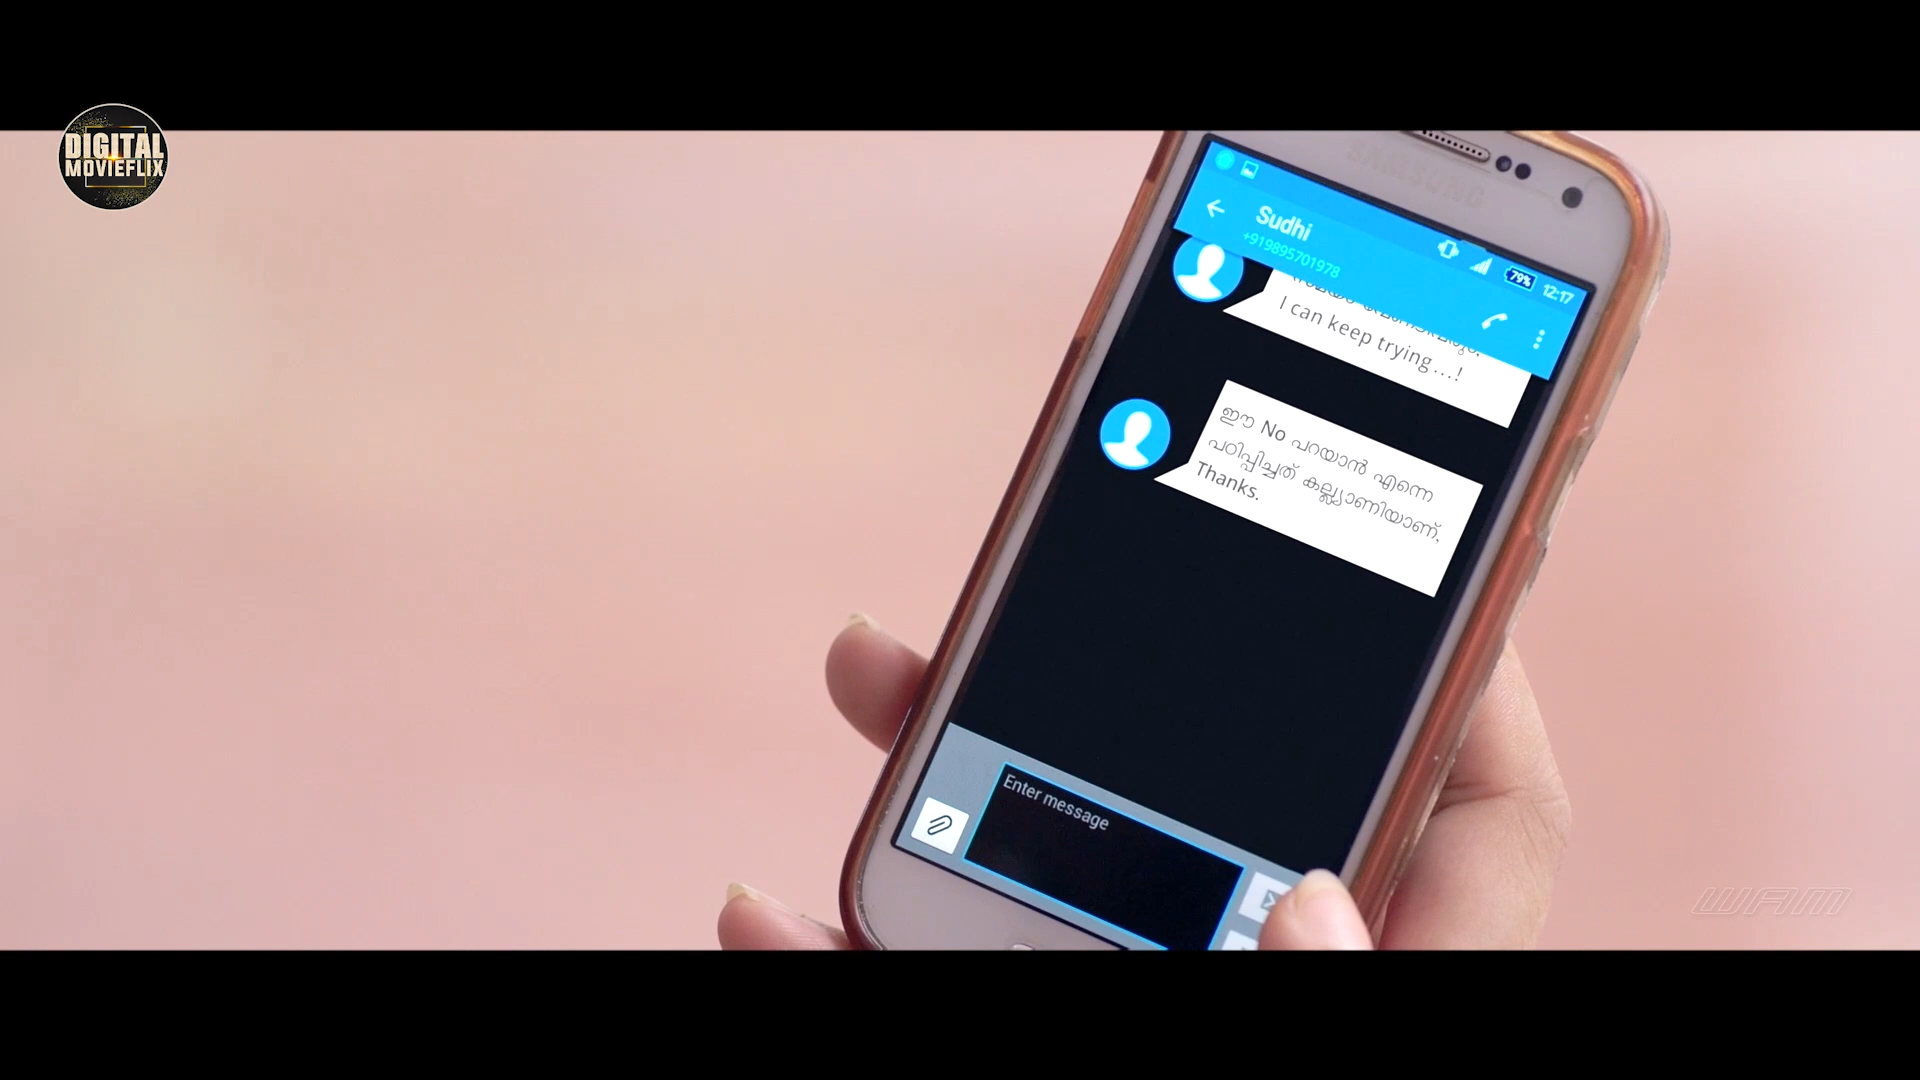 DIGITAL
MOVIEFLIX
SAMSUNG
79% 12:17
Sudhi
+919895701978
I can keep trying...!
ഈ No പറയാൻ എന്നെ
പഠിപ്പിച്ചത് കല്ല്യാണിയാണ്.
Thanks.
Enter message
WAM